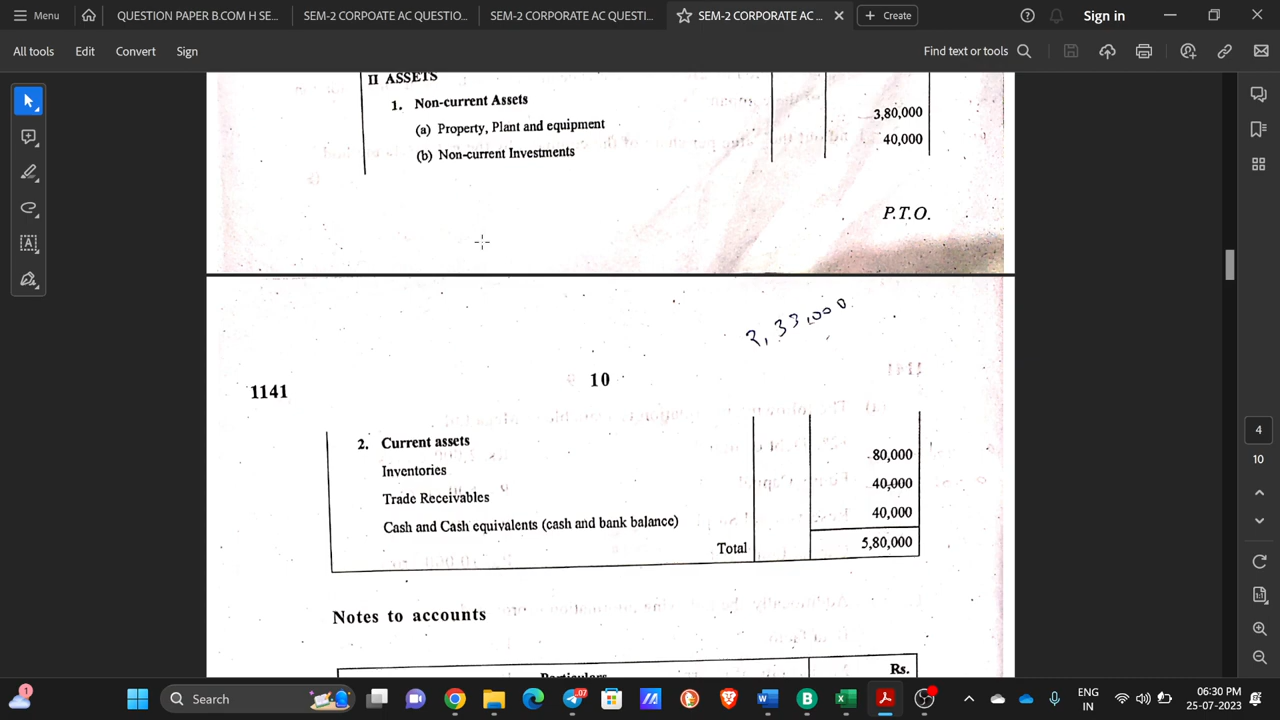 Menu
QUESTION PAPER B.COM H SE...
SEM-2 CORPOATE AC QUESTIO...
SEM-2 CORPORATE AC QUESTI...
SEM-2 CORPORATE AC ...
Create
Sign in
All tools
Edit
Convert
Sign
Find text or tools
II ASSETS
1. Non-current Assets
(a) Property, Plant and equipment 3,80,000
(b) Non-current Investments 40,000
P.T.O.
2,33,000
1141
10
2. Current assets
Inventories 80,000
Trade Receivables 40,000
Cash and Cash equivalents (cash and bank balance) 40,000
Total 5,80,000
Notes to accounts
Particulars
Rs.
4
10
1
Search
.07
ENG
IN
06:30 PM
25-07-2023